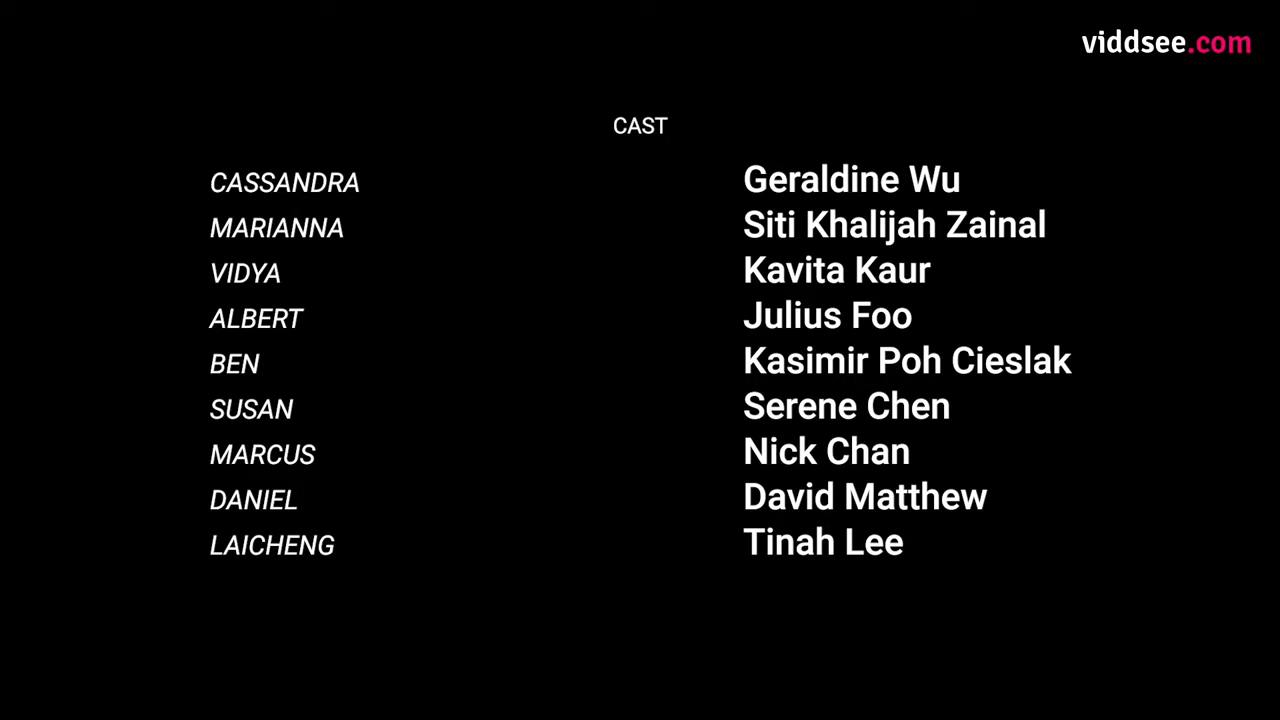 viddsee.com
CAST
CASSANDRA Geraldine Wu
MARIANNA Siti Khalijah Zainal
VIDYA Kavita Kaur
ALBERT Julius Foo
BEN Kasimir Poh Cieslak
SUSAN Serene Chen
MARCUS Nick Chan
DANIEL David Matthew
LAICHENG Tinah Lee